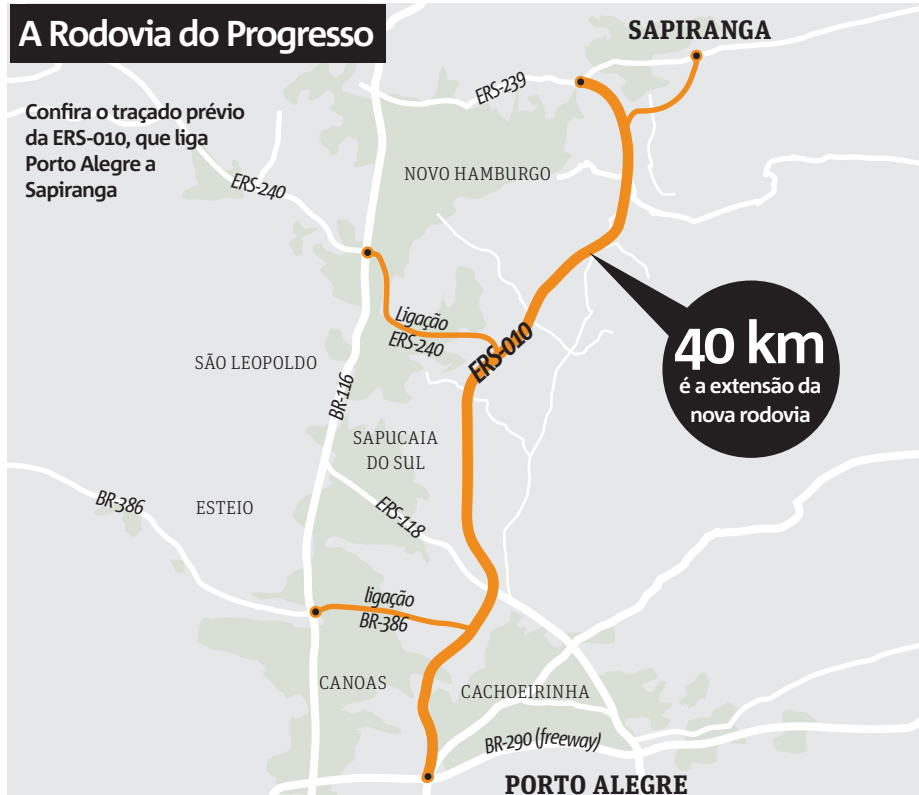 A Rodovia do Progresso
Confira o traçado prévio
da ERS-010, que liga
Porto Alegre a
Sapiranga
SAPIRANGA
ERS-239
NOVO HAMBURGO
ERS-240
Ligação
ERS-240
ERS-010
40 km
é a extensão da
nova rodovia
SÃO LEOPOLDO
BR-116
SAPUCAIA
DO SUL
BR-386
ESTEIO
ERS-118
ligação
BR-386
CANOAS
CACHOEIRINHA
BR-290 (freeway)
PORTO ALEGRE